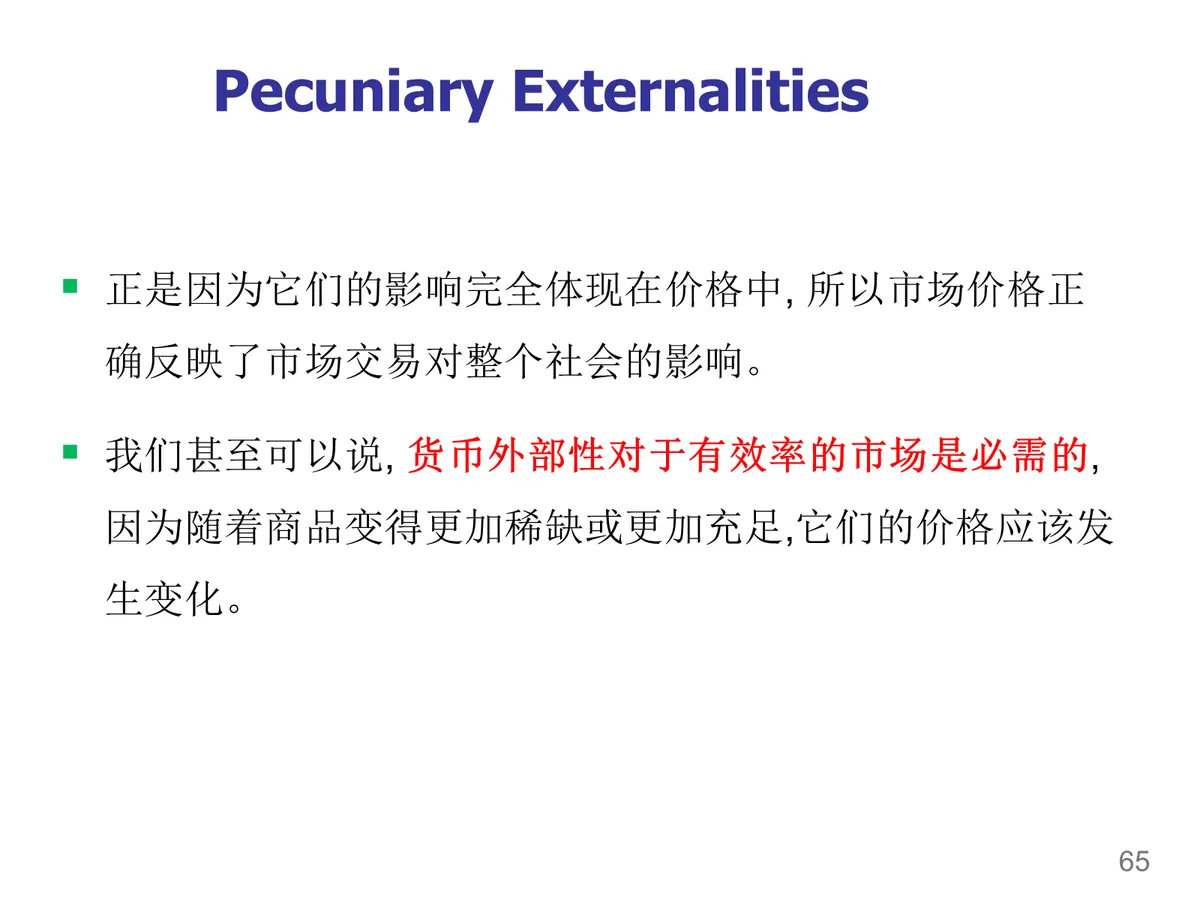 Pecuniary Externalities
正是因为它们的影响完全体现在价格中, 所以市场价格正
确反映了市场交易对整个社会的影响。
我们甚至可以说, 货币外部性对于有效率的市场是必需的,
因为随着商品变得更加稀缺或更加充足,它们的价格应该发
生变化。
65